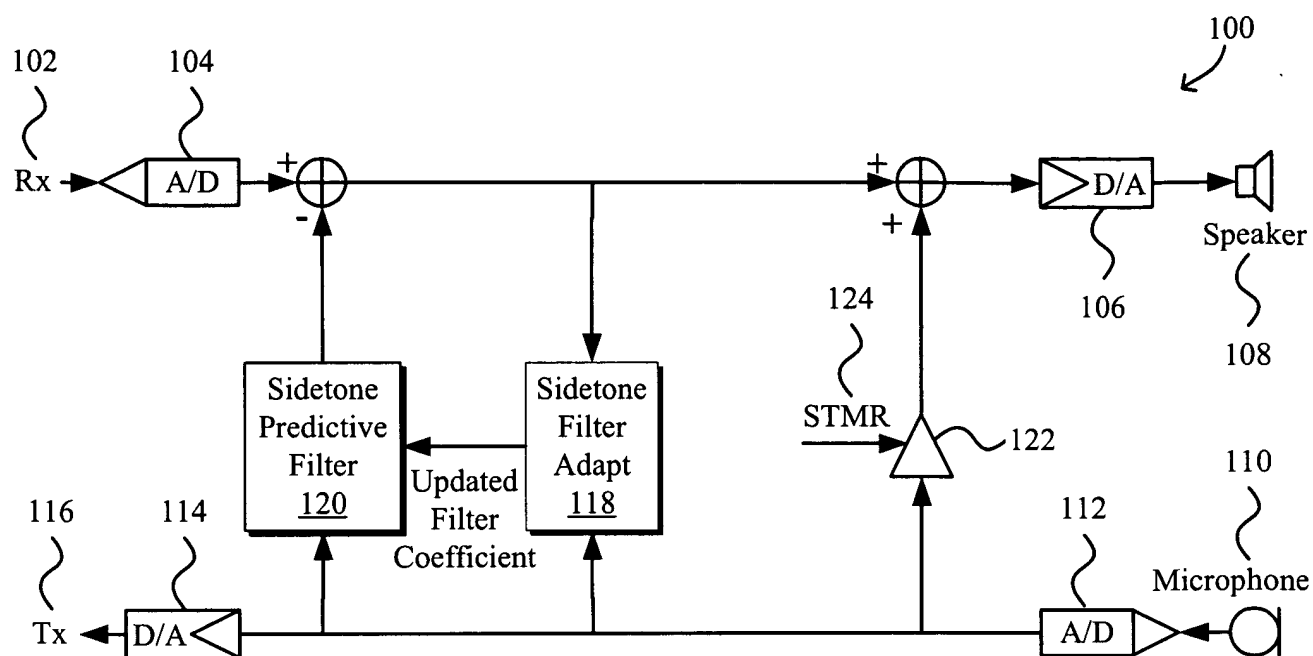 100
102
104
Rx
A/D
+
-
+
+
D/A
Speaker
106
108
124
STMR
122
Sidetone
Predictive
Filter
120
Updated
Filter
Coefficient
Sidetone
Filter
Adapt
118
110
Microphone
112
A/D
116
114
Tx
D/A